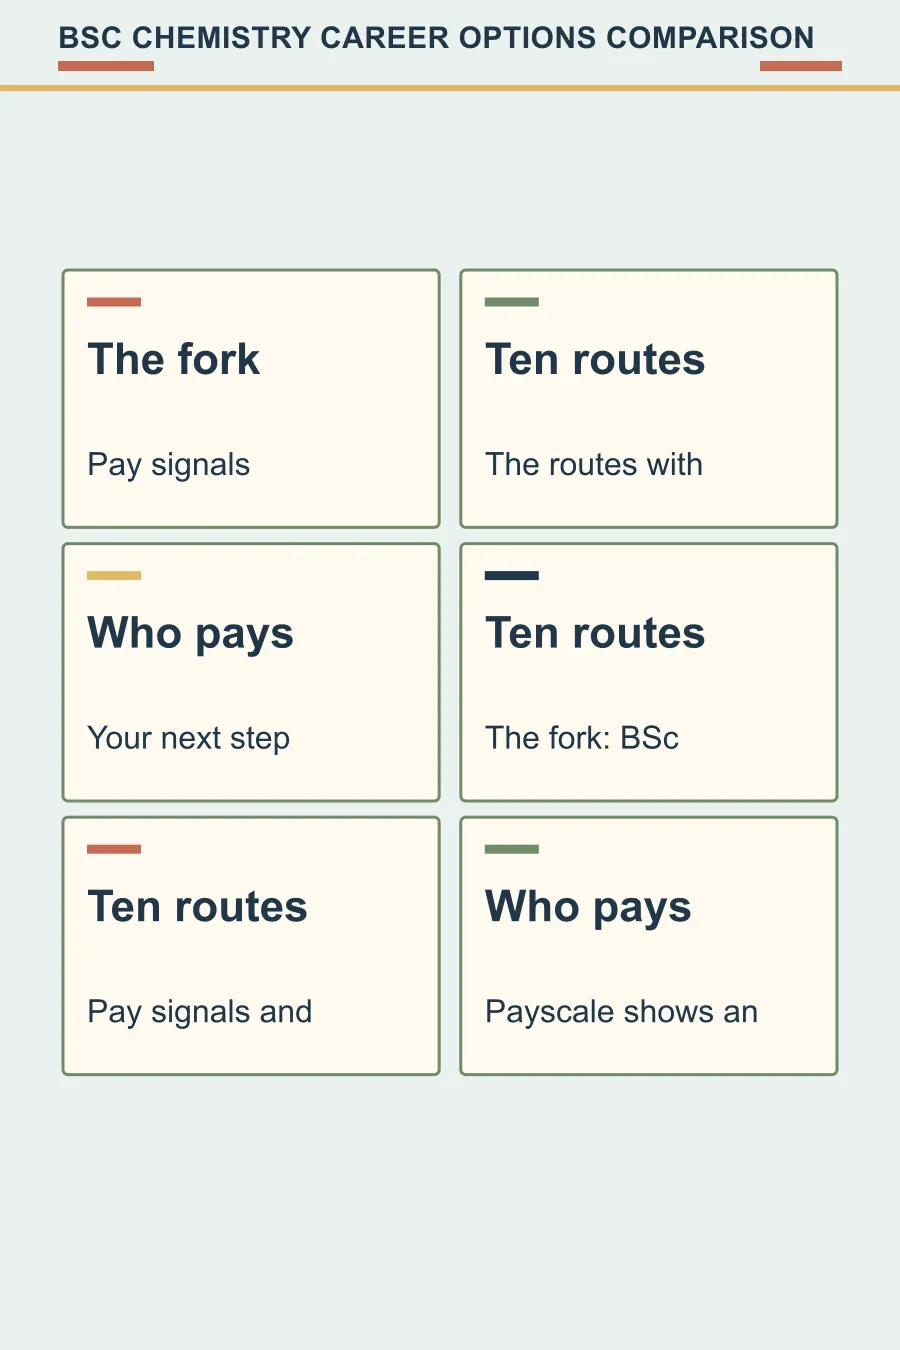 BSC CHEMISTRY CAREER OPTIONS COMPARISON
The fork
Pay signals
Ten routes
The routes with
Who pays
Your next step
Ten routes
The fork: BSc
Ten routes
Pay signals and
Who pays
Payscale shows an